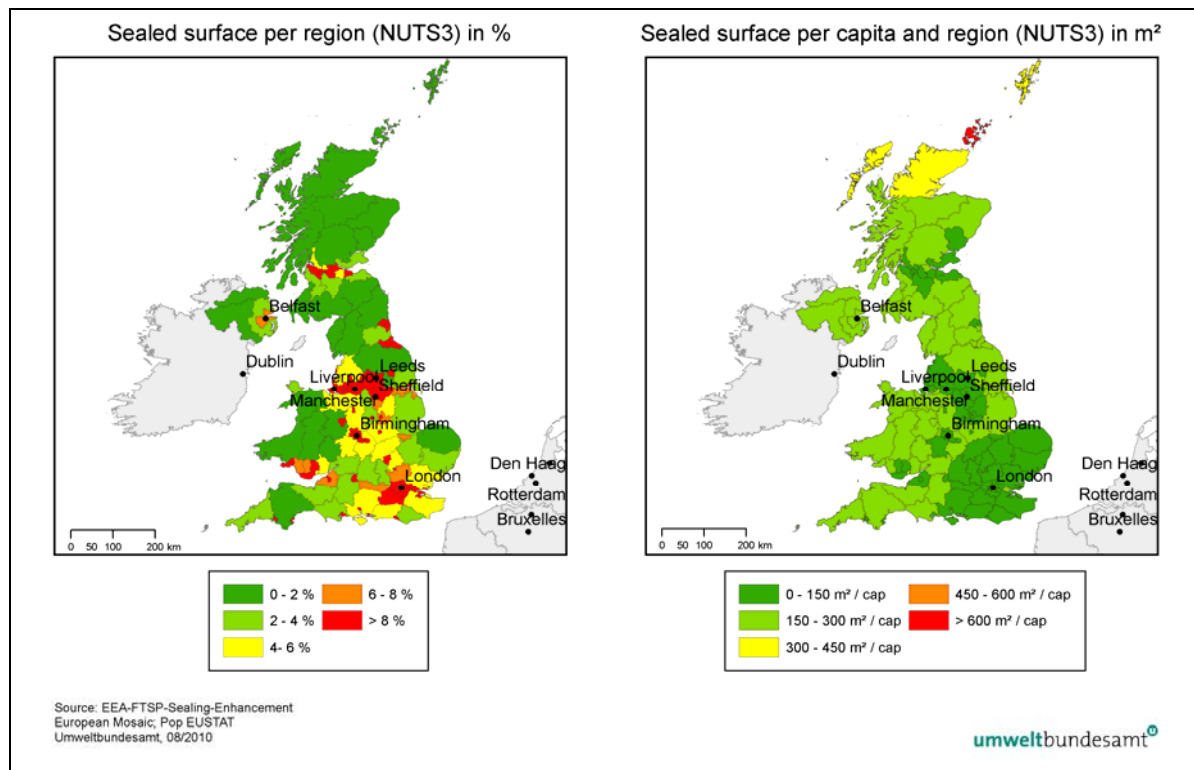 Sealed surface per region (NUTS3) in %
Belfast
Dublin
Leeds
Liverpool
Sheffield
Manchester
Birmingham
London
Den Haag
Rotterdam
Bruxelles
0 50 100 200 km
0 - 2 %
6 - 8 %
2 - 4 %
> 8 %
4- 6 %
Sealed surface per capita and region (NUTS3) in m²
Belfast
Dublin
Leeds
Liverpool
Sheffield
Manchester
Birmingham
London
Den Haag
Rotterdam
Bruxelles
0 50 100 200 km
0 - 150 m² / cap
450 - 600 m² / cap
150 - 300 m² / cap
> 600 m² / cap
300 - 450 m² / cap
Source: EEA-FTSP-Sealing-Enhancement
European Mosaic; Pop EUSTAT
Umweltbundesamt, 08/2010
umweltbundesamt